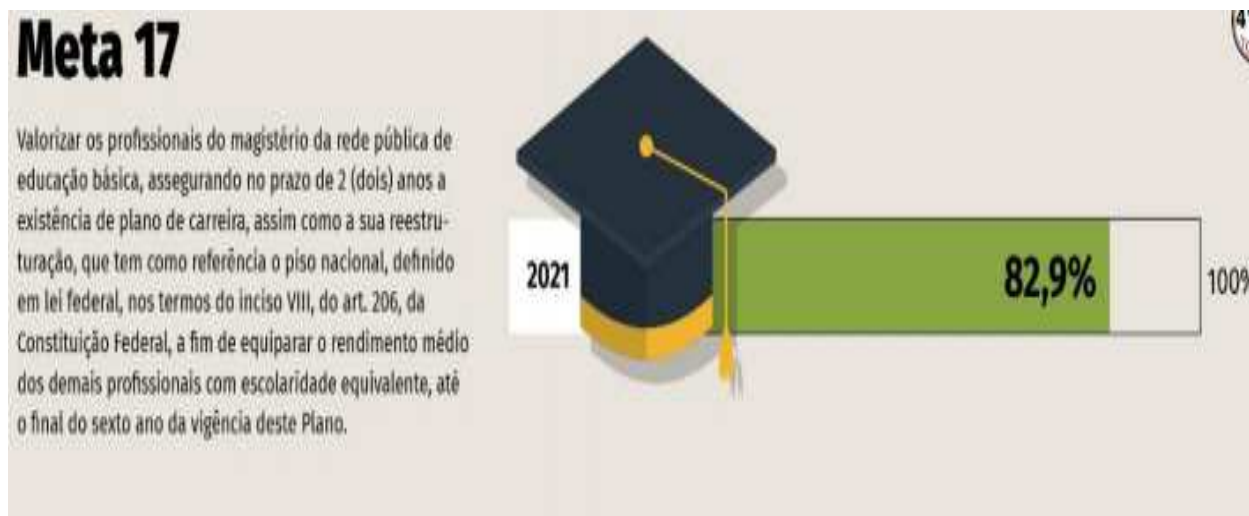 Meta 17
Valorizar os profissionais do magistério da rede pública de
educação básica, assegurando no prazo de 2 (dois) anos a
existência de plano de carreira, assim como a sua reestru-
turação, que tem como referência o piso nacional, definido
em lei federal, nos termos do inciso VIII, do art. 206, da
Constituição Federal, a fim de equiparar o rendimento médio
dos demais profissionais com escolaridade equivalente, até
o final do sexto ano da vigência deste Plano.
2021
82,9%
100%